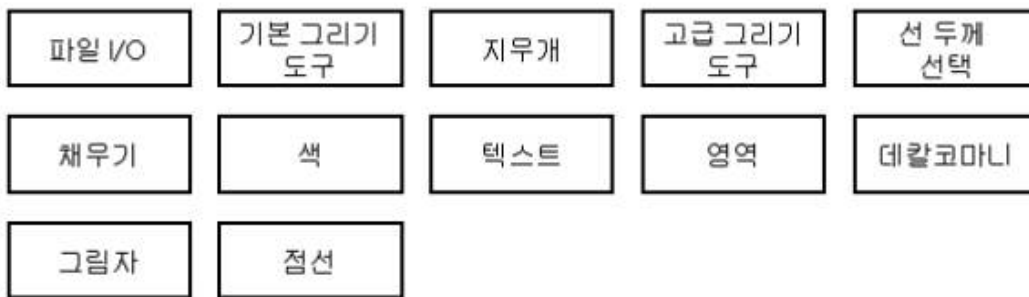 파일 I/O
기본 그리기
도구
지우개
고급 그리기
도구
선 두께
선택
채우기
색
텍스트
영역
데칼코마니
그림자
점선